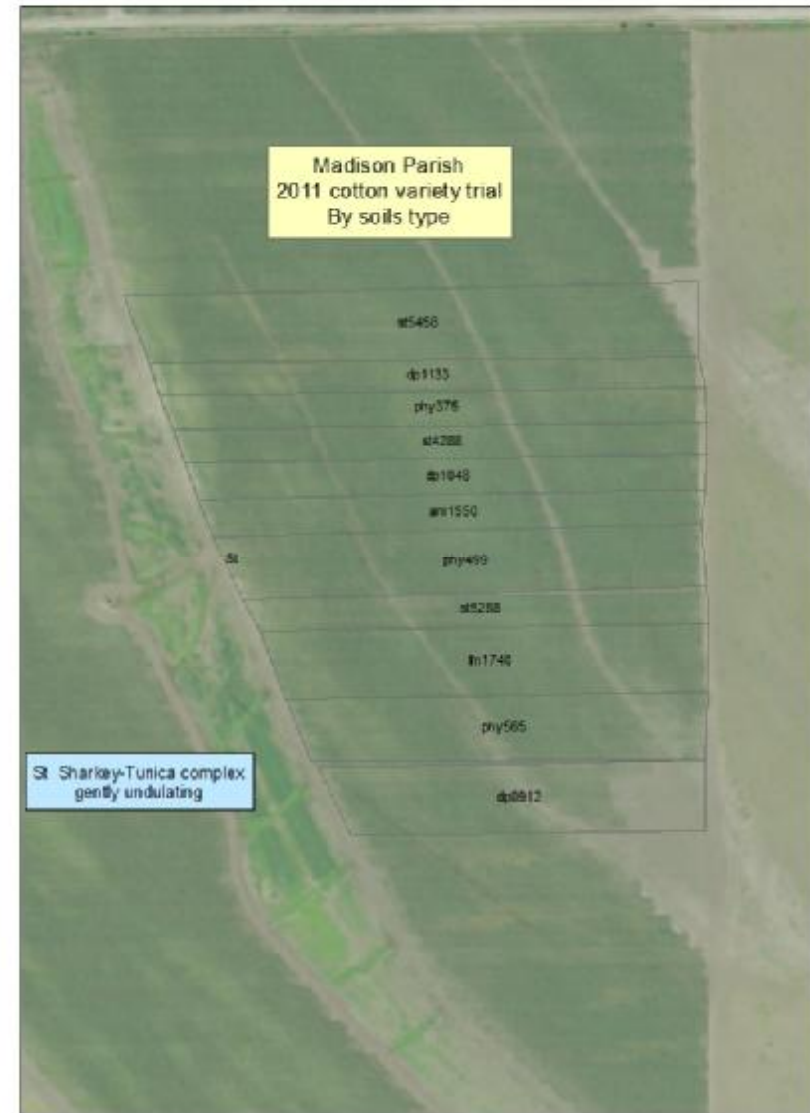 Madison Parish
2011 cotton variety trial
By soils type
st5458
dp1133
phy375
st4288
dp1048
am1550
phy499
St
st5288
phy565
dp0912
St Sharkey-Tunica complex
gently undulating